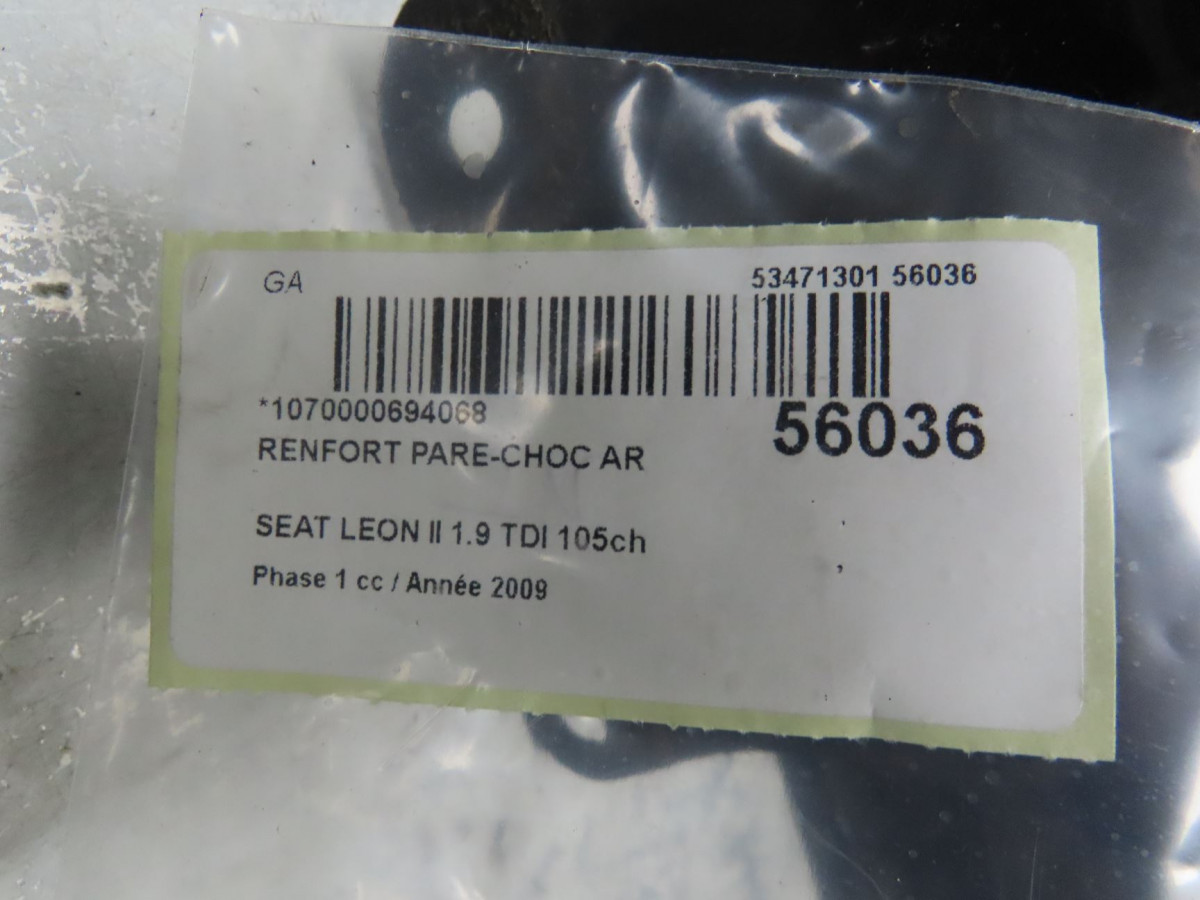 GA
53471301 56036
*1070000694068
56036
RENFORT PARE-CHOC AR
SEAT LEON II 1.9 TDI 105ch
Phase 1 cc / Année 2009